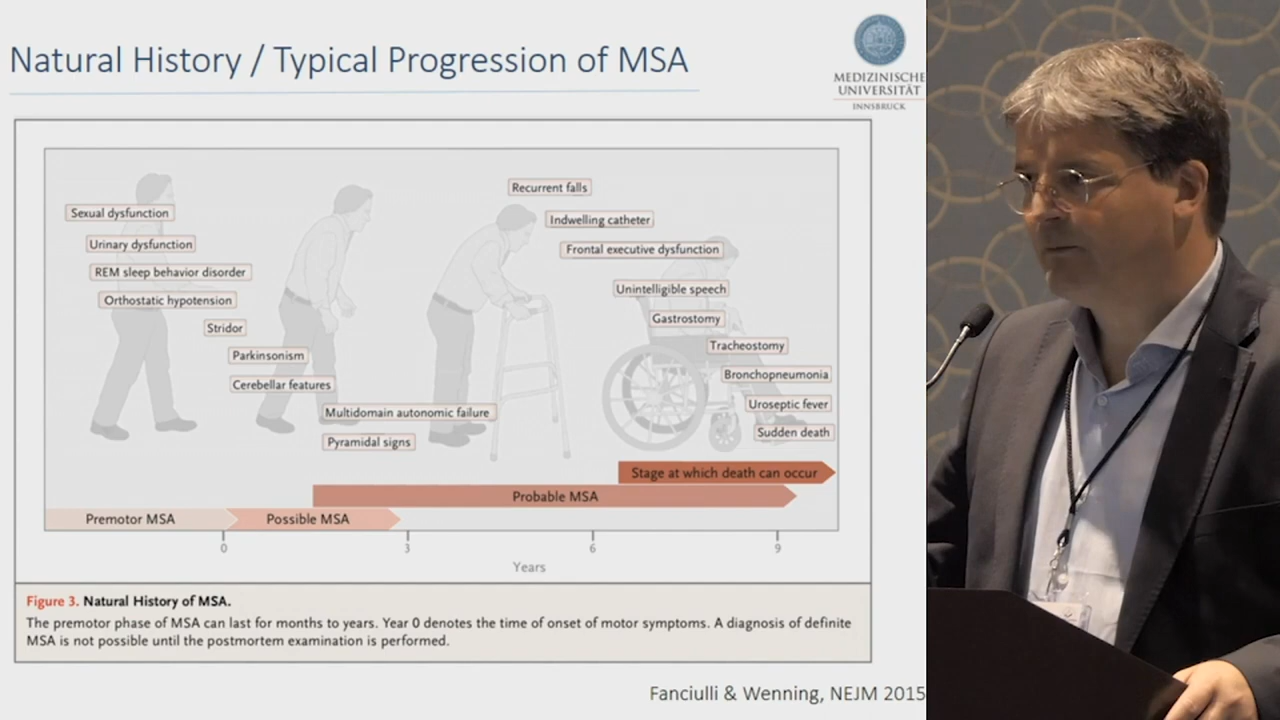 Natural History / Typical Progression of MSA
MEDIZINISCHE
UNIVERSITÄT
INNSBRUCK
Recurrent falls
Sexual dysfunction
Indwelling catheter
Urinary dysfunction
Frontal executive dysfunction
REM sleep behavior disorder
Unintelligible speech
Orthostatic hypotension
Gastrostomy
Stridor
Tracheostomy
Parkinsonism
Bronchopneumonia
Cerebellar features
Uroseptic fever
Multidomain autonomic failure
Sudden death
Pyramidal signs
Stage at which death can occur
Probable MSA
Premotor MSA
Possible MSA
0 3 6 9
Years
Figure 3. Natural History of MSA.
The premotor phase of MSA can last for months to years. Year 0 denotes the time of onset of motor symptoms. A diagnosis of definite
MSA is not possible until the postmortem examination is performed.
Fanciulli & Wenning, NEJM 2015